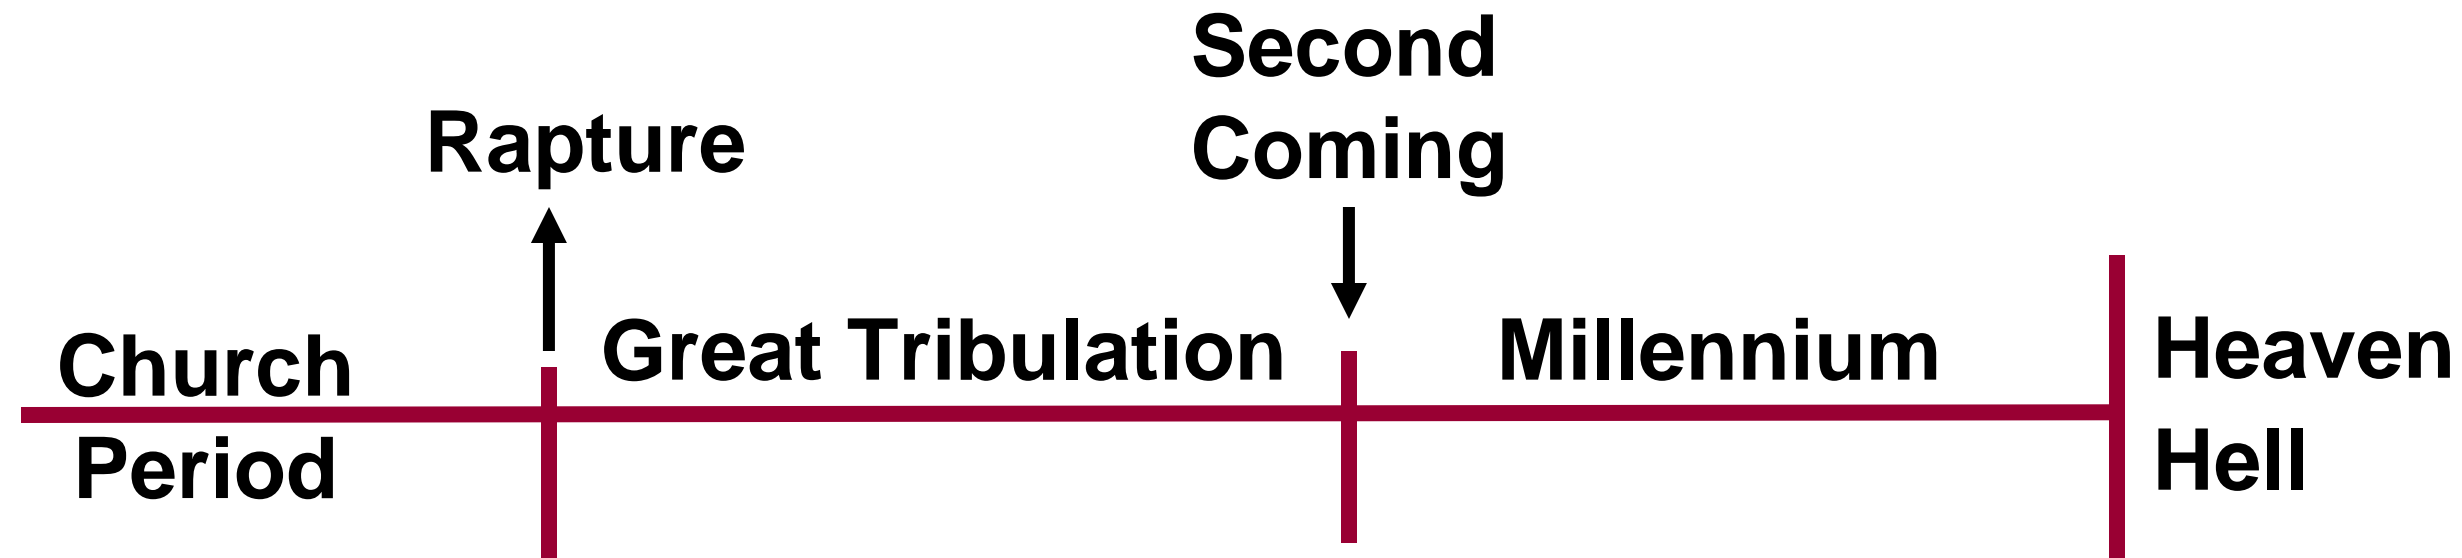 Second
Coming
Rapture
Church
Period
Great Tribulation
Millennium
Heaven
Hell